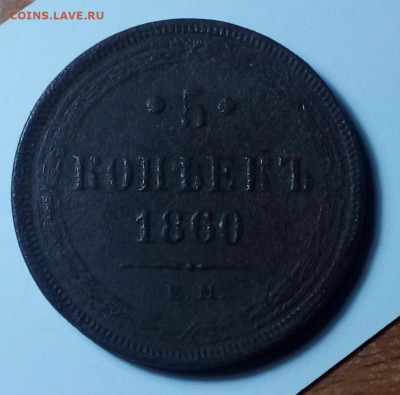 COINS.LAVE.RU
• 5 •
КОПѢЕКЪ
1860
Е. М.